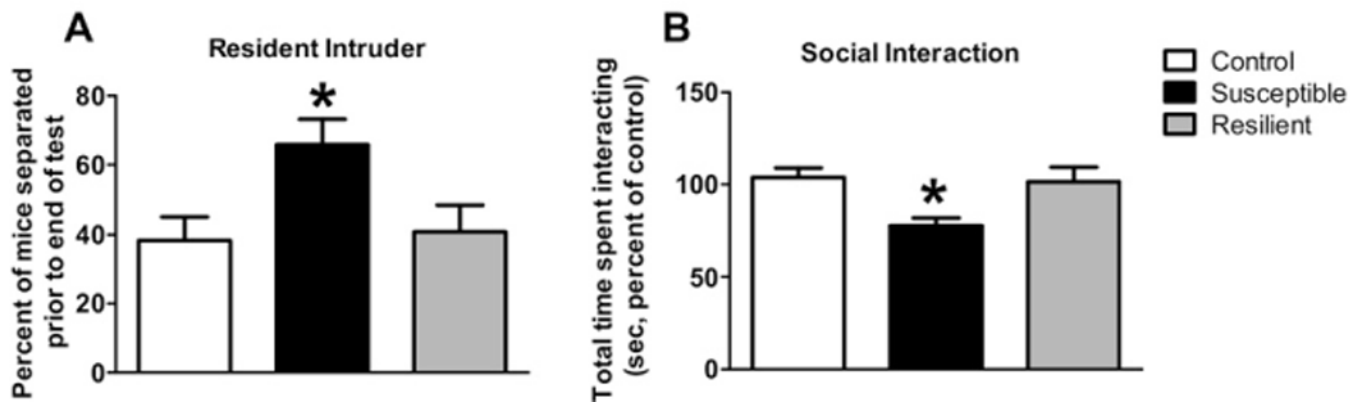 A
Resident Intruder
Percent of mice separated
prior to end of test
80
60
40
20
0
*
B
Social Interaction
Total time spent interacting
(sec, percent of control)
150
100
50
0
*
Control
Susceptible
Resilient